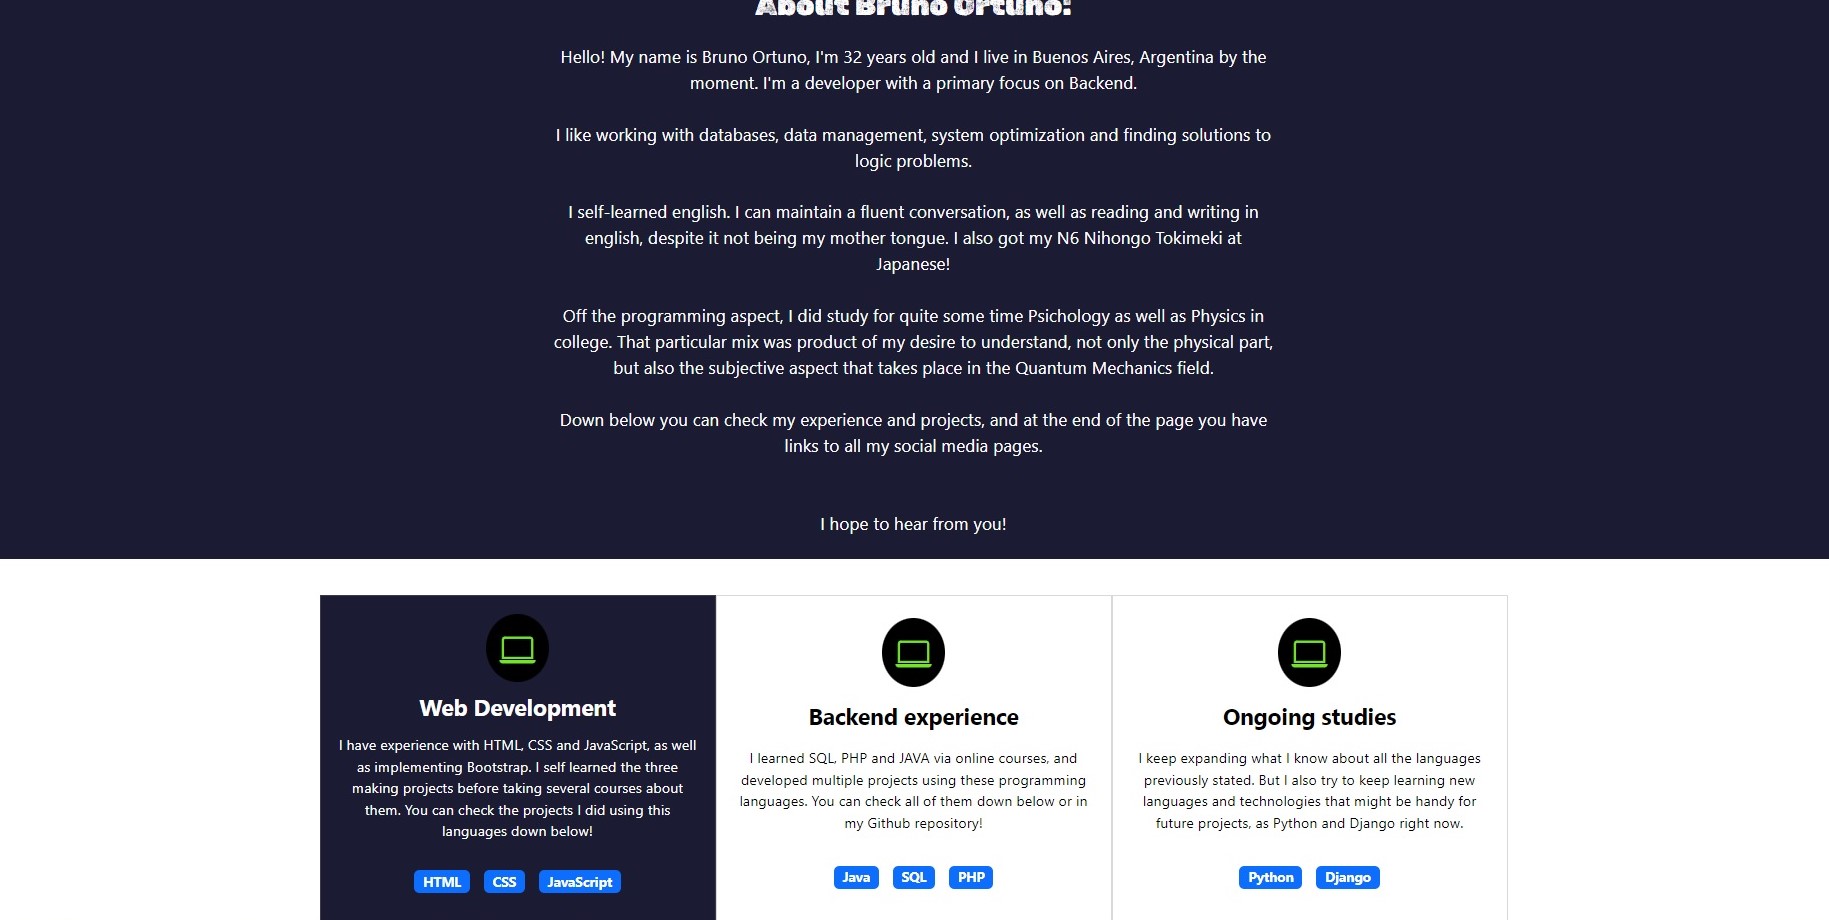 About Bruno Ortuno:
Hello! My name is Bruno Ortuno, I'm 32 years old and I live in Buenos Aires, Argentina by the
moment. I'm a developer with a primary focus on Backend.
I like working with databases, data management, system optimization and finding solutions to
logic problems.
I self-learned english. I can maintain a fluent conversation, as well as reading and writing in
english, despite it not being my mother tongue. I also got my N6 Nihongo Tokimeki at
Japanese!
Off the programming aspect, I did study for quite some time Psichology as well as Physics in
college. That particular mix was product of my desire to understand, not only the physical part,
but also the subjective aspect that takes place in the Quantum Mechanics field.
Down below you can check my experience and projects, and at the end of the page you have
links to all my social media pages.
I hope to hear from you!
Web Development
I have experience with HTML, CSS and JavaScript, as well
as implementing Bootstrap. I self learned the three
making projects before taking several courses about
them. You can check the projects I did using this
languages down below!
HTML CSS JavaScript
Backend experience
I learned SQL, PHP and JAVA via online courses, and
developed multiple projects using these programming
languages. You can check all of them down below or in
my Github repository!
Java SQL PHP
Ongoing studies
I keep expanding what I know about all the languages
previously stated. But I also try to keep learning new
languages and technologies that might be handy for
future projects, as Python and Django right now.
Python Django